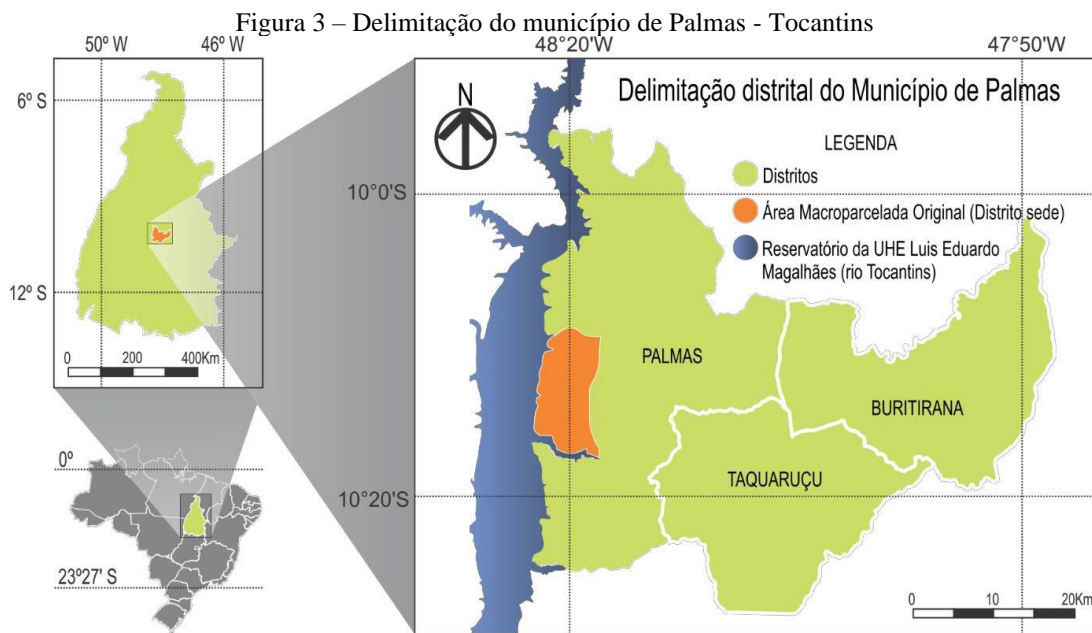 Figura 3 – Delimitação do município de Palmas - Tocantins
50º W
46º W
6º S
12º S
0
200
400Km
0º
23º27' S
48º20'W
47º50'W
N
Delimitação distrital do Município de Palmas
LEGENDA
Distritos
Área Macroparcelada Original (Distrito sede)
Reservatório da UHE Luis Eduardo
Magalhães (rio Tocantins)
10º0'S
PALMAS
BURITIRANA
TAQUARUÇU
10º20'S
0
10
20Km